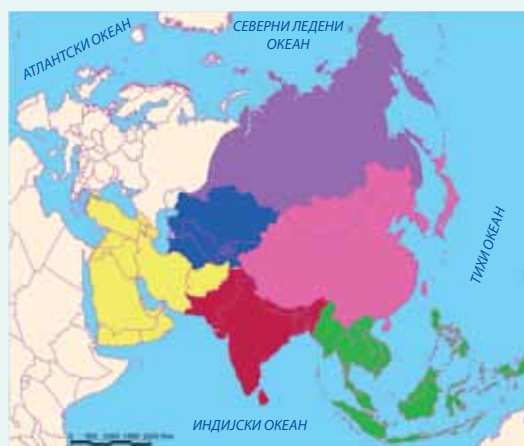 АТЛАНТСКИ ОКЕАН
СЕВЕРНИ ЛЕДЕНИ
ОКЕАН
ТИХИ ОКЕАН
ИНДИЈСКИ ОКЕАН